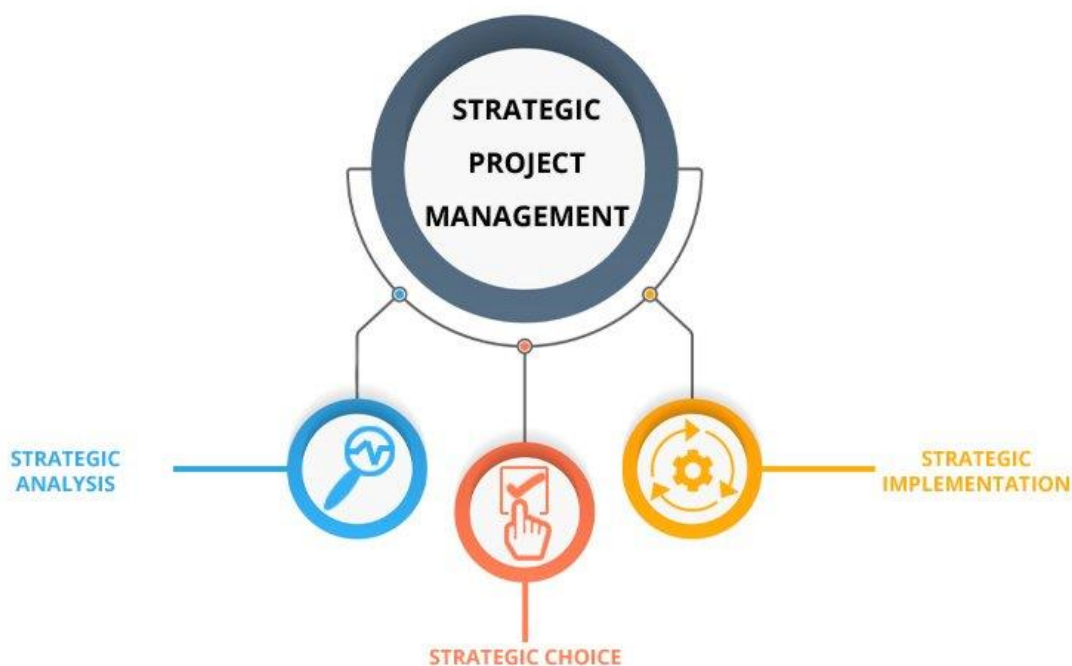 STRATEGIC
PROJECT
MANAGEMENT
STRATEGIC
ANALYSIS
STRATEGIC CHOICE
STRATEGIC
IMPLEMENTATION